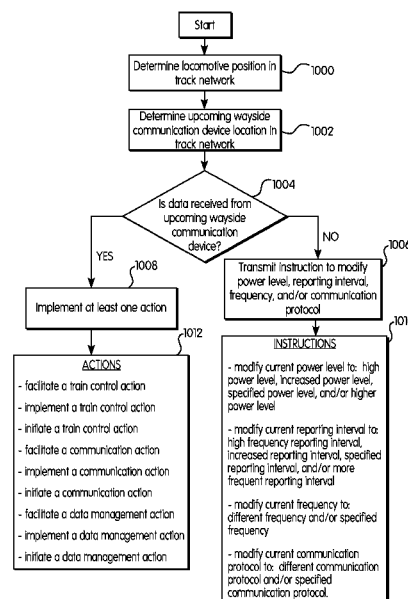 Start
Determine locomotive position in
track network
1000
Determine upcoming wayside
communication device location in
track network
1002
Is data received from
upcoming wayside
communication
device?
1004
YES
NO
1008
Implement at least one action
1006
Transmit instruction to modify
power level, reporting interval,
frequency, and/or communication
protocol
1012
ACTIONS
- facilitate a train control action
- implement a train control action
- initiate a train control action
- facilitate a communication action
- implement a communication action
- initiate a communication action
- facilitate a data management action
- implement a data management action
- initiate a data management action
INSTRUCTIONS
- modify current power level to: high
power level, increased power level,
specified power level, and/or higher
power level
- modify current reporting interval to:
high frequency reporting interval,
increased reporting interval, specified
reporting interval, and/or more
frequent reporting interval
- modify current frequency to:
different frequency and/or specified
frequency
- modify current communication
protocol to: different communication
protocol and/or specified
communication protocol.